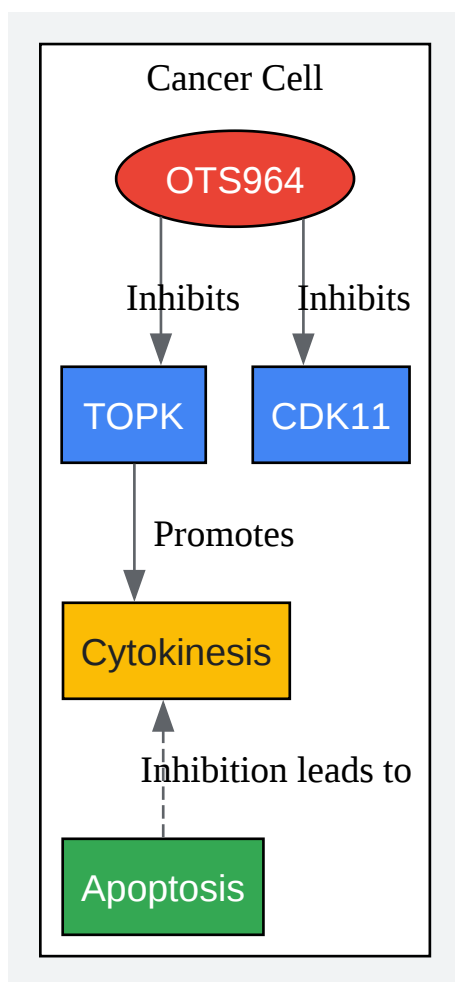 Cancer Cell
OTS964
Inhibits
Inhibits
TOPK
CDK11
Promotes
Cytokinesis
Inhibition leads to
Apoptosis